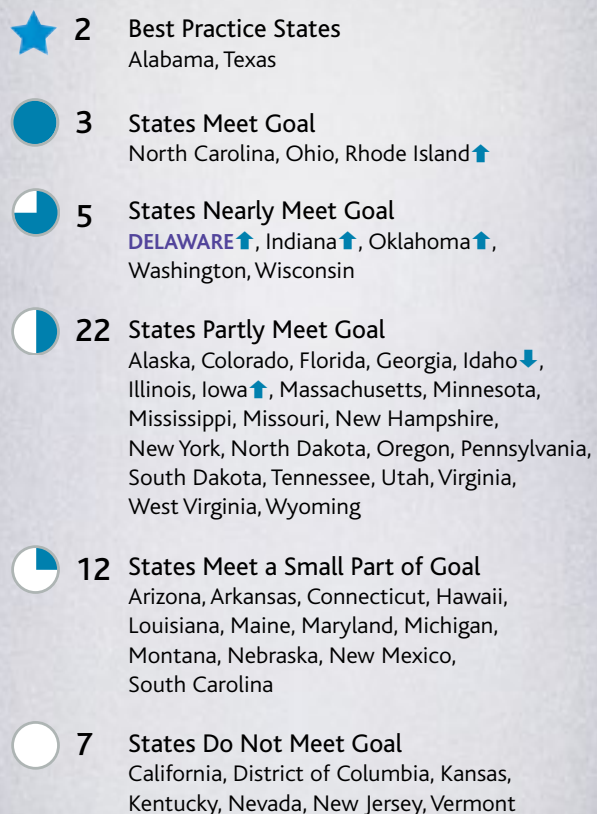 2 Best Practice States
Alabama, Texas
3 States Meet Goal
North Carolina, Ohio, Rhode Island⬆
5 States Nearly Meet Goal
DELAWARE⬆, Indiana⬆, Oklahoma⬆,
Washington, Wisconsin
22 States Partly Meet Goal
Alaska, Colorado, Florida, Georgia, Idaho⬇,
Illinois, Iowa⬆, Massachusetts, Minnesota,
Mississippi, Missouri, New Hampshire,
New York, North Dakota, Oregon, Pennsylvania,
South Dakota, Tennessee, Utah, Virginia,
West Virginia, Wyoming
12 States Meet a Small Part of Goal
Arizona, Arkansas, Connecticut, Hawaii,
Louisiana, Maine, Maryland, Michigan,
Montana, Nebraska, New Mexico,
South Carolina
7 States Do Not Meet Goal
California, District of Columbia, Kansas,
Kentucky, Nevada, New Jersey, Vermont